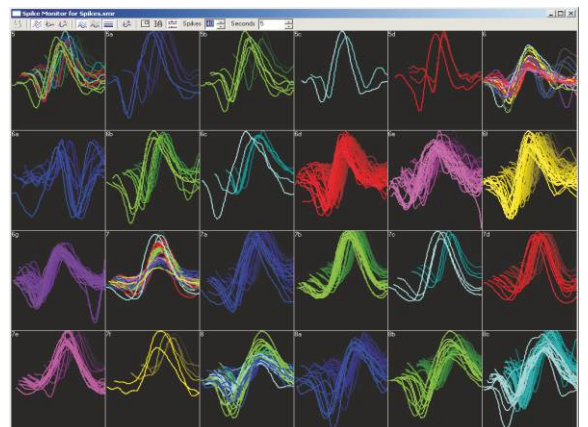 Spike Monitor for Spikes.smr
Spikes
Seconds 5
5 5a 5b 5c 5d 6
6a 6b 6c 6d 6e 6f
6g 7 7a 7b 7c 7d
7e 7f 8 8a 8b 8c